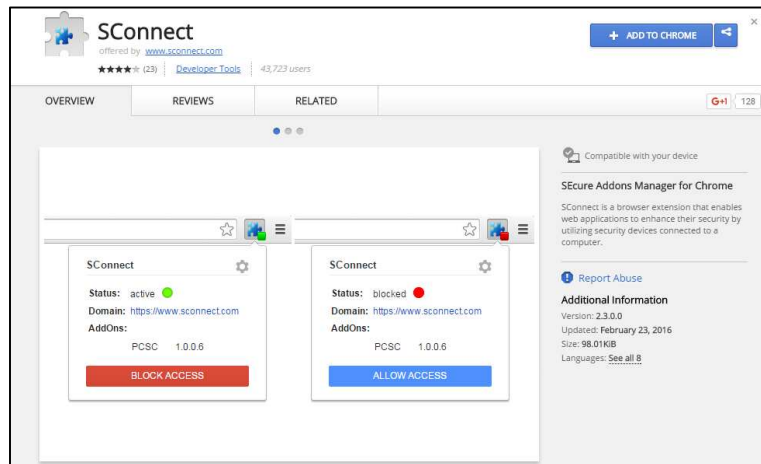 SConnect
offered by www.sconnect.com
(23) Developer Tools 43,723 users
+ ADD TO CHROME
OVERVIEW REVIEWS RELATED
G+1 128
SConnect
Status: active
Domain: https://www.sconnect.com
AddOns:
PCSC 1.0.0.6
BLOCK ACCESS
SConnect
Status: blocked
Domain: https://www.sconnect.com
AddOns:
PCSC 1.0.0.6
ALLOW ACCESS
Compatible with your device
SEcure Addons Manager for Chrome
SConnect is a browser extension that enables
web applications to enhance their security by
utilizing security devices connected to a
computer.
Report Abuse
Additional Information
Version: 2.3.0.0
Updated: February 23, 2016
Size: 98.01KiB
Languages: See all 8